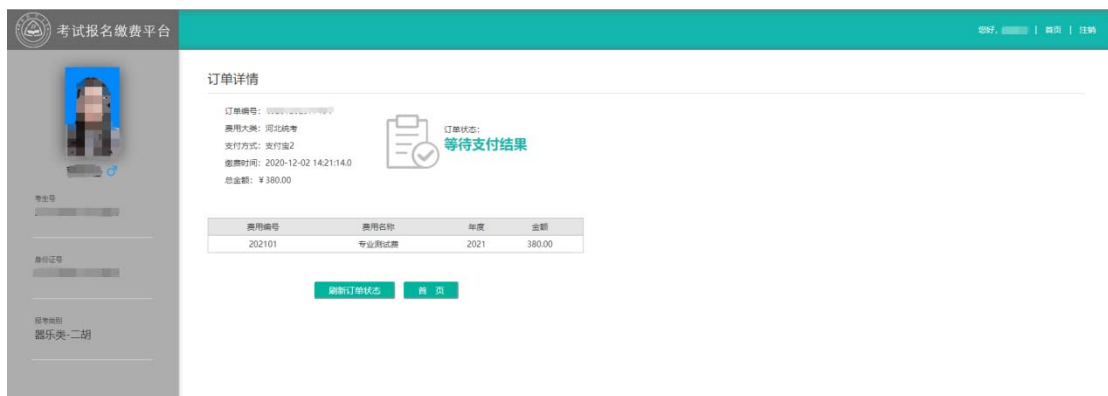 考试报名缴费平台
您好, | 首页 | 注销
考生号
身份证号
报考类别
器乐类-二胡
订单详情
订单编号:
费用大类: 河北统考
支付方式: 支付宝2
缴费时间: 2020-12-02 14:21:14.0
总金额: ¥380.00
订单状态:
等待支付结果
费用编号 费用名称 年度 金额
202101 专业测试费 2021 380.00
刷新订单状态 首 页